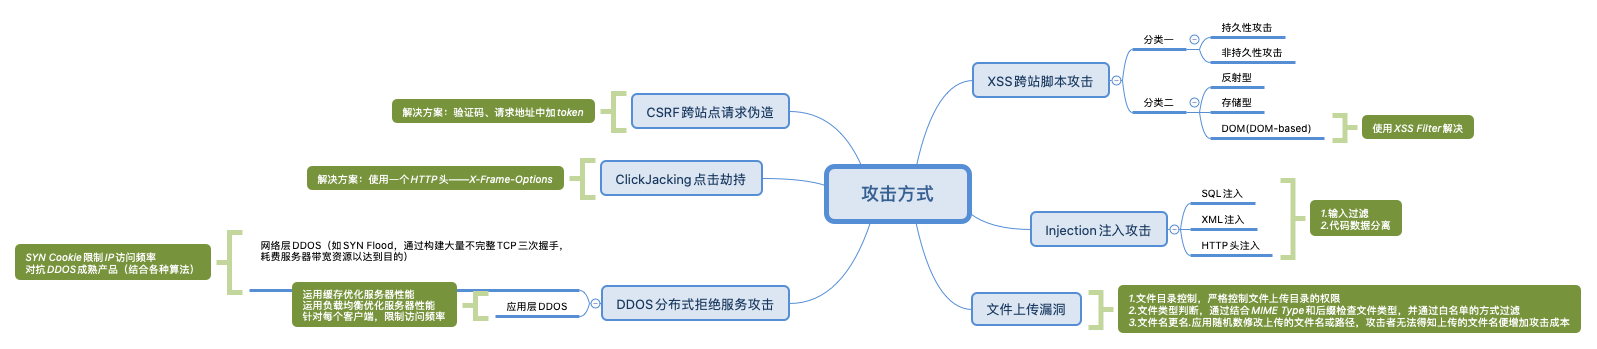 攻击方式
XSS跨站脚本攻击
分类一
持久性攻击
非持久性攻击
分类二
反射型
存储型
DOM(DOM-based)
使用XSS Filter解决
Injection注入攻击
SQL注入
XML注入
HTTP头注入
1.输入过滤
2.代码数据分离
文件上传漏洞
1.文件目录控制，严格控制文件上传目录的权限
2.文件类型判断，通过结合MIME Type和后缀检查文件类型，并通过白名单的方式过滤
3.文件名更名.应用随机数修改上传的文件名或路径，攻击者无法得知上传的文件名便增加攻击成本
CSRF跨站点请求伪造
解决方案：验证码、请求地址中加token
ClickJacking点击劫持
解决方案：使用一个HTTP头——X-Frame-Options
DDOS分布式拒绝服务攻击
网络层DDOS（如SYN Flood，通过构建大量不完整TCP三次握手，
耗费服务器带宽资源以达到目的）
SYN Cookie限制IP访问频率
对抗DDOS成熟产品（结合各种算法）
应用层DDOS
运用缓存优化服务器性能
运用负载均衡优化服务器性能
针对每个客户端，限制访问频率